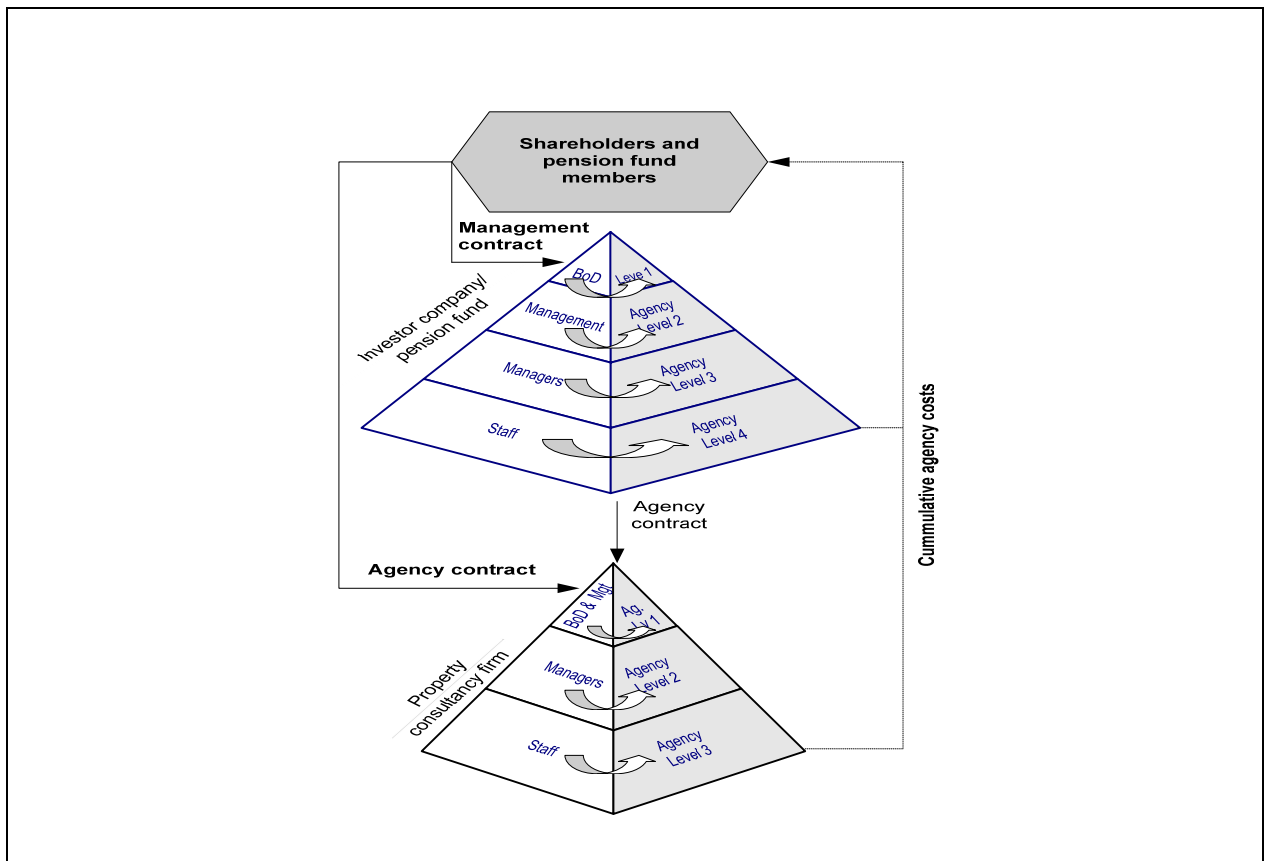 Shareholders and
pension fund
members
Management
contract
BoD
Leve 1
Investor company/
pension fund
Management
Agency
Level 2
Managers
Agency
Level 3
Staff
Agency
Level 4
Cummulative agency costs
Agency
contract
Agency contract
BoD & Mgt
Ag.
Lv 1
Property
consultancy firm
Managers
Agency
Level 2
Staff
Agency
Level 3